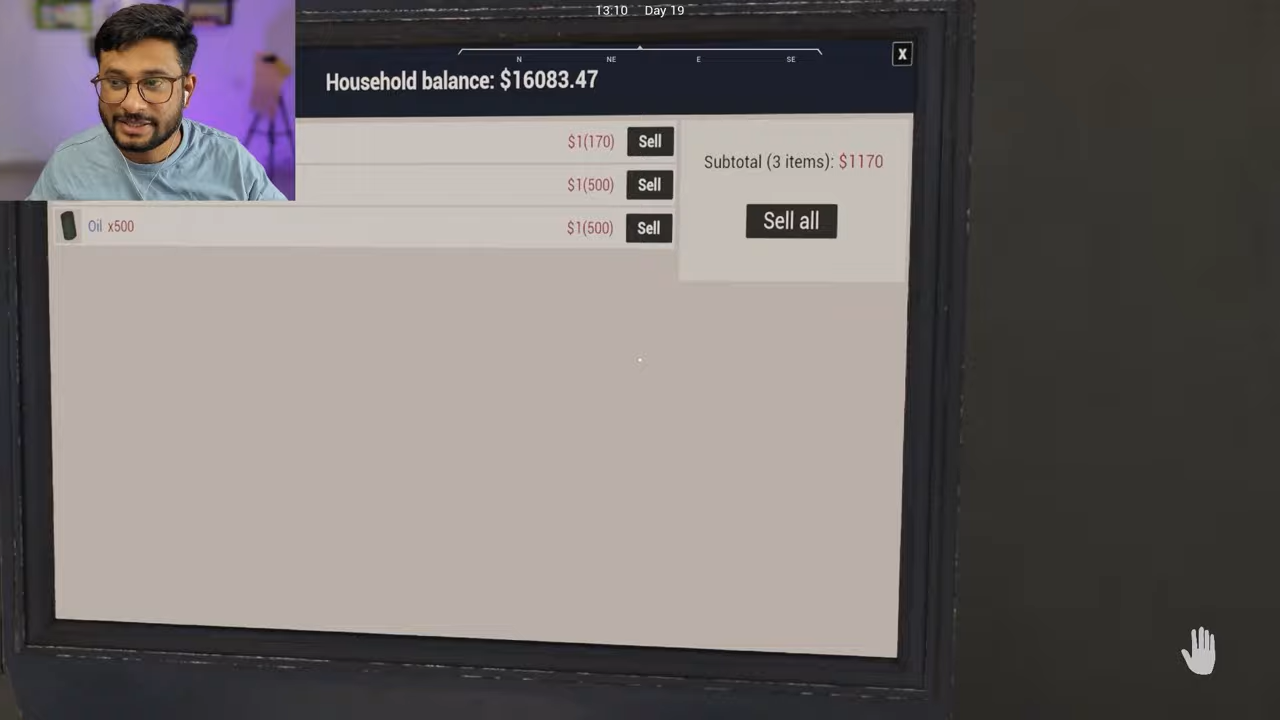 13.10 Day 19
N NE E SE
X
Household balance: $16083.47
$1(170) Sell
$1(500) Sell
Oil x500 $1(500) Sell
Subtotal (3 items): $1170
Sell all